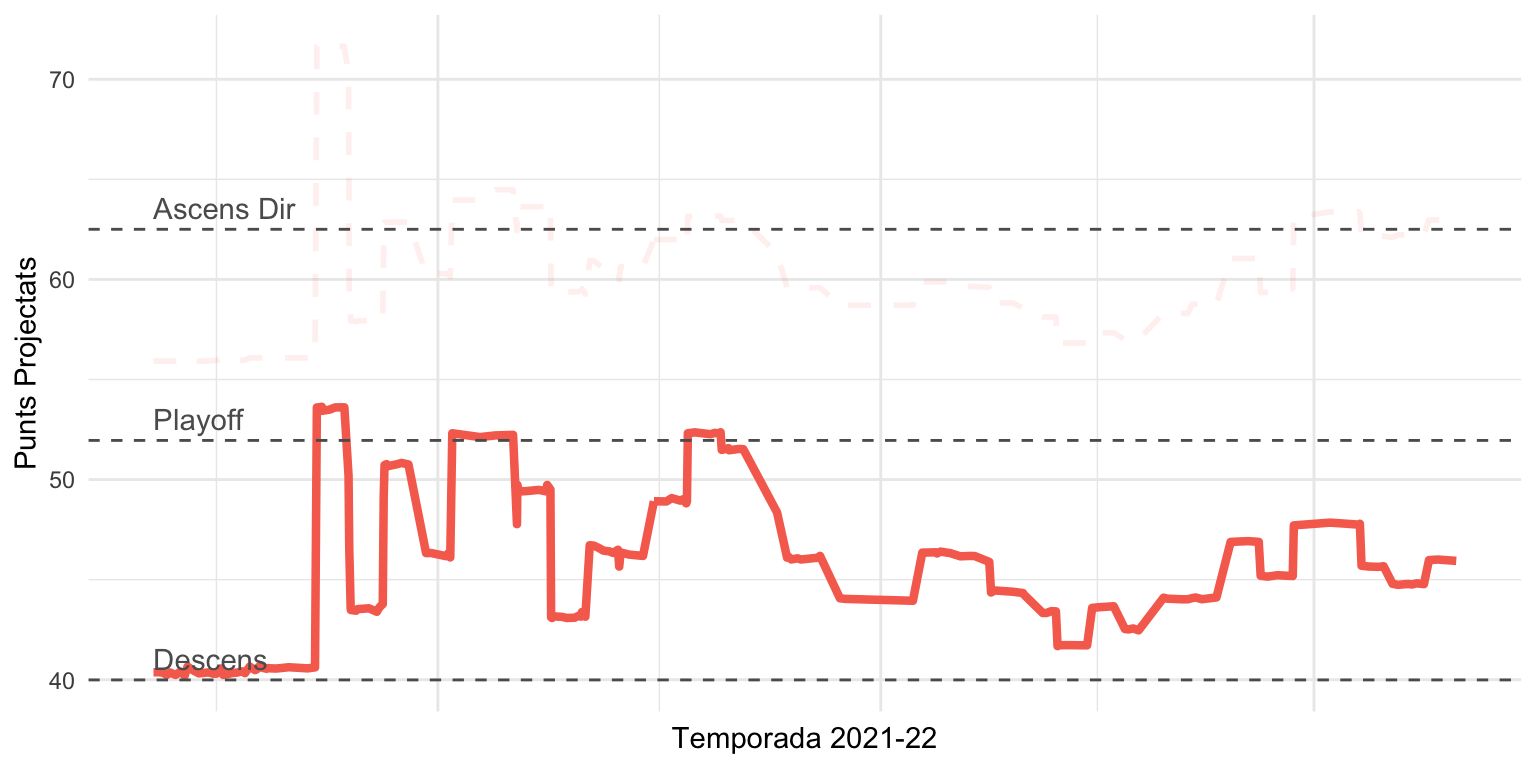 70
Ascens Dir
60
Playoff
50
Descens
40
Punts Projectats
Temporada 2021-22